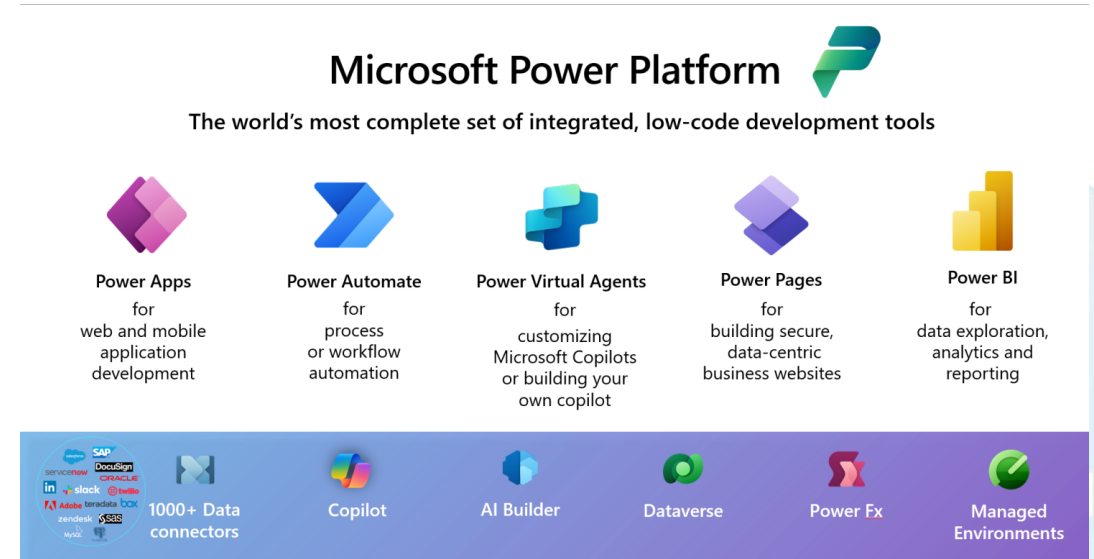 Microsoft Power Platform
The world's most complete set of integrated, low-code development tools
Power Apps
for
web and mobile
application
development
Power Automate
for
process
or workflow
automation
Power Virtual Agents
for
customizing
Microsoft Copilots
or building your
own copilot
Power Pages
for
building secure,
data-centric
business websites
Power BI
for
data exploration,
analytics and
reporting
salesforce
SAP
servicenow
DocuSign
ORACLE
in
slack
twilio
Adobe
teradata
box
zendesk
sas
MySQL
1000+ Data
connectors
Copilot
AI Builder
Dataverse
Power Fx
Managed
Environments